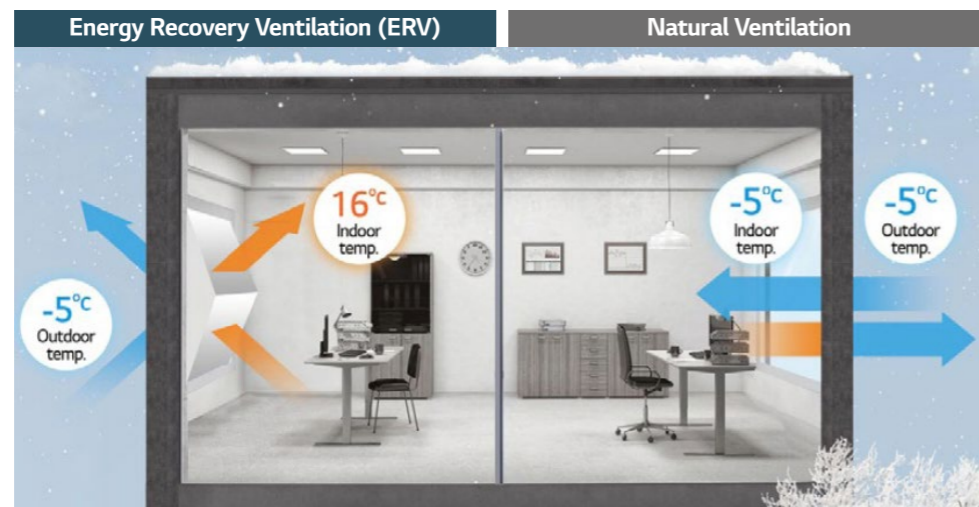 Energy Recovery Ventilation (ERV)
Natural Ventilation
16°C
Indoor
temp.
-5°C
Outdoor
temp.
-5°C
Indoor
temp.
-5°C
Outdoor
temp.